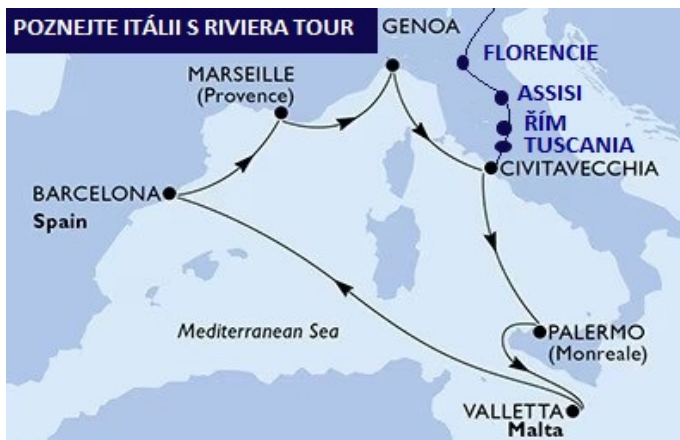 POZNEJTE ITÁLII S RIVIERA TOUR
GENOA
FLORENCIE
MARSEILLE
(Provence)
ASSISI
ŘÍM
TUSCANIA
CIVITAVECCHIA
BARCELONA
Spain
Mediterranean Sea
PALERMO
(Monreale)
VALLETTA
Malta